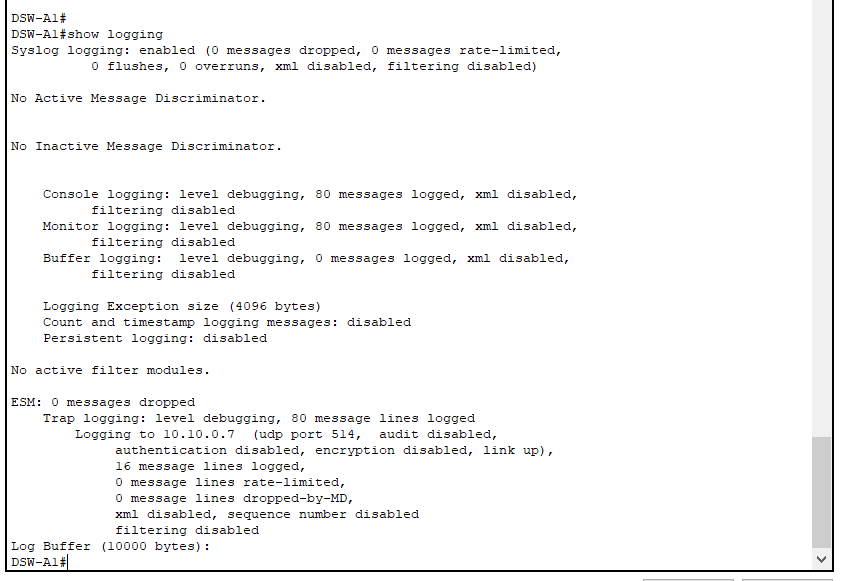 DSW-A1#
DSW-A1#show logging
Syslog logging: enabled (0 messages dropped, 0 messages rate-limited,
          0 flushes, 0 overruns, xml disabled, filtering disabled)
No Active Message Discriminator.
No Inactive Message Discriminator.
    Console logging: level debugging, 80 messages logged, xml disabled,
          filtering disabled
    Monitor logging: level debugging, 80 messages logged, xml disabled,
          filtering disabled
    Buffer logging:  level debugging, 0 messages logged, xml disabled,
          filtering disabled
    Logging Exception size (4096 bytes)
    Count and timestamp logging messages: disabled
    Persistent logging: disabled
No active filter modules.
ESM: 0 messages dropped
    Trap logging: level debugging, 80 message lines logged
        Logging to 10.10.0.7  (udp port 514,  audit disabled,
             authentication disabled, encryption disabled, link up),
             16 message lines logged,
             0 message lines rate-limited,
             0 message lines dropped-by-MD,
             xml disabled, sequence number disabled
             filtering disabled
Log Buffer (10000 bytes):
DSW-A1#